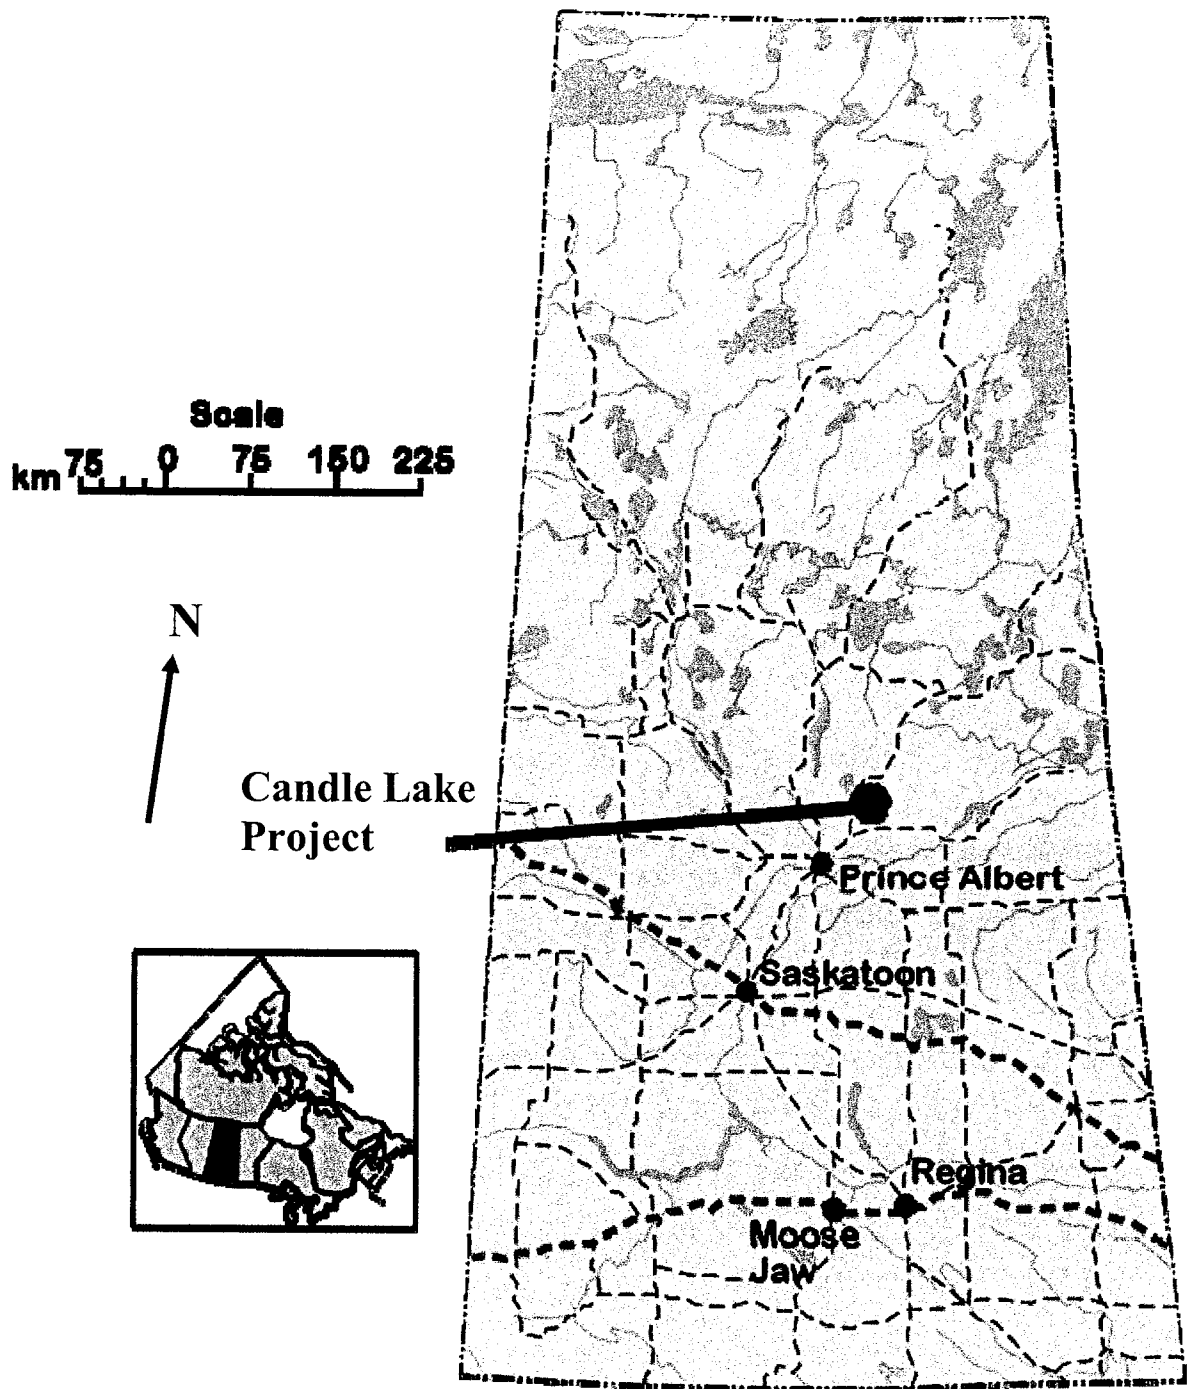 Scale
km 75 0 75 150 225
N
Candle Lake
Project
Prince Albert
Saskatoon
Regina
Moose
Jaw